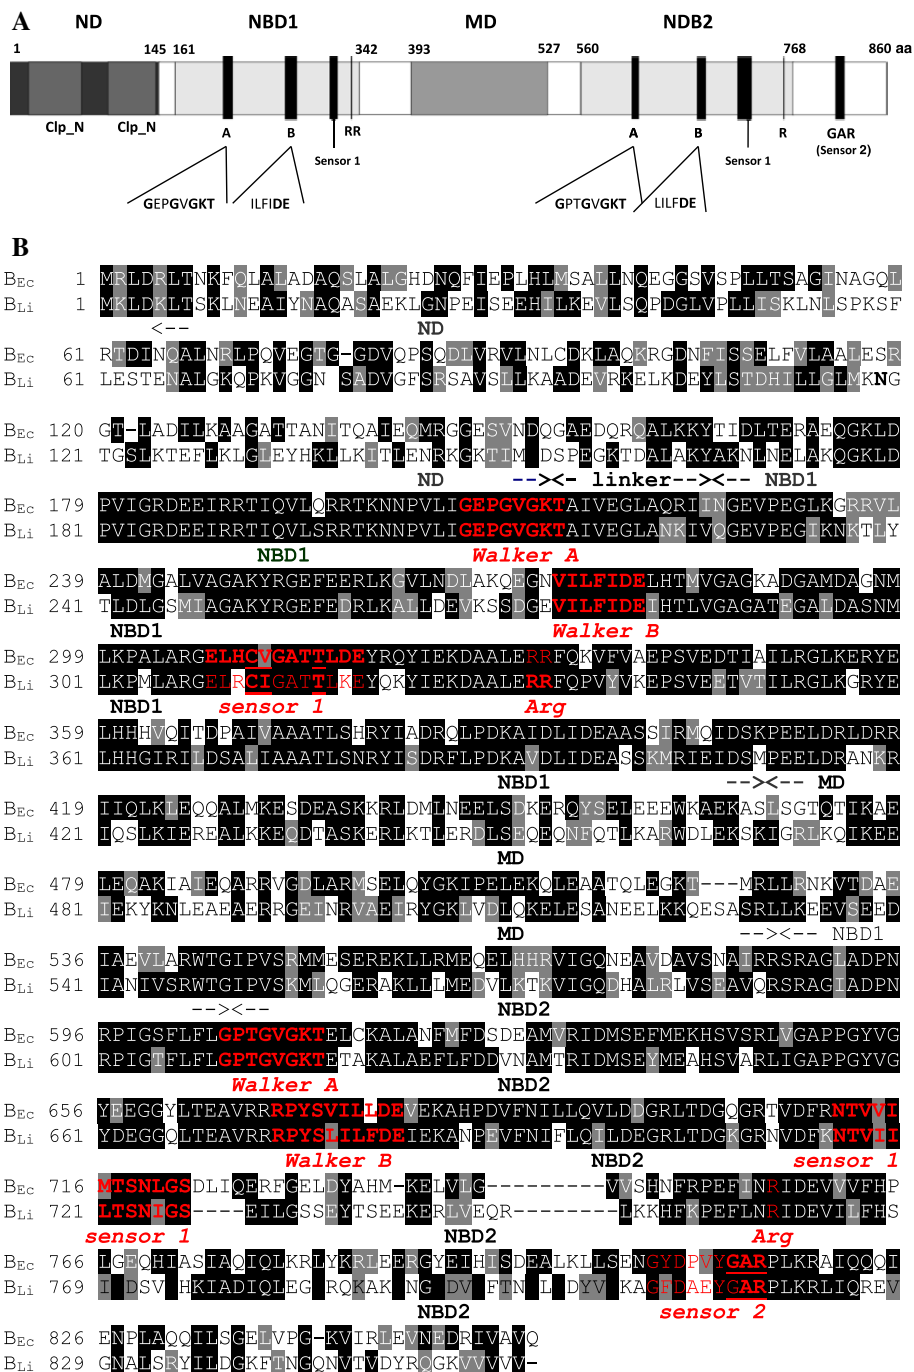 A
ND NBD1 MD NDB2
1 145 161 342 393 527 560 768 860 aa
Clp_N Clp_N A B Sensor 1 RR A B Sensor 1 R GAR
(Sensor 2)
GEPGVGKT ILFIDE GPTGVGKT LILFDE
B
BEc 1 MRLDRLTNKFQLALADAQSLALGHDNQFIEPLHLMSALLNQEGGSVSPLLTSAGINAGQL
BLi 1 MKLDKLTSKLNEAIYNAQASAEKLGNPEISEEHILKEVLSQPDGLVPLLISKLNLSPKSF
<-- ND
BEc 61 RTDINQALNRLPQVEGTG-GDVQPSQDLVRVLNLCDKLAQKRGDNFISSELFVLAALESR
BLi 61 LESTENALGKQPKVGGN SADVGFSRSAVSLLKAADEVRKELKDEYLSTDHILLGLMKNG
BEc 120 GT-LADILKAAGATTANITQAIEQMRGGESVNDQGAEDQRQALKKYTIDLTERAEQGKLD
BLi 121 TGSLKTEFLKLGLEYHKLLKITLENRKGKTIM DSPEGKTDALAKYAKNLNELAKQGKLD
ND --><- linker--><-- NBD1
BEc 179 PVIGRDEEIRRTIQVLQRRTKNNPVLIGEPGVGKTAIVEGLAQRIINGEVPEGLKGRRVL
BLi 181 PVIGRDEEIRRTIQVLSRRTKNNPVLIGEPGVGKTAIVEGLANKIVQGEVPEGIKNKTLY
NBD1 Walker A
BEc 239 ALDMGALVAGAKYRGEFEERLKGVLNDLAKQEGNVILFIDELHTMVGAGKADGAMDAGNM
BLi 241 TLDLGSMIAGAKYRGEFEDRLKALLDEVKSSDGEVILFIDEIHTLVGAGATEGALDASNM
NBD1 Walker B
BEc 299 LKPALARGELHCVGATTLDEYRQYIEKDAALERRFQKVFVAEPSVEDTIAILRGLKERYE
BLi 301 LKPMLARGELRCIGATTLKEYQKYIEKDAALERRFQPVYVKEPSVEETVTILRGLKGRYE
NBD1 sensor 1 Arg
BEc 359 LHHHVQITDPAIVAAATLSHRYIADRQLPDKAIDLIDEAASSIRMQIDSKPEELDRLDRR
BLi 361 LHHGIRILDSALIAAATLSNRYISDRFLPDKAVDLIDEASSKMRIEIDSMPEELDRANKR
NBD1 --><-- MD
BEc 419 IIQLKLEQQALMKESDEASKKRLDMLNEELSDKERQYSELEEEWKAEKASLSGTQTIKAE
BLi 421 IQSLKIEREALKKEQDTASKERLKTLERDLSEQEQNFQTLKARWDLEKSKIGRLKQIKEE
MD
BEc 479 LEQAKIAIEQARRVGDLARMSELQYGKIPELEKQLEAATQLEGKT---MRLLRNKVTDAE
BLi 481 IEKYKNLEAEAERRGEINRVAEIRYGKLVDLQKELESANEELKKQESASRLLKEEVSEED
MD --><-- NBD1
BEc 536 IAEVLARWTGIPVSRMMESEREKLLRMEQELHHRVIGQNEAVDAVSNAIRRSRAGLADPN
BLi 541 IANIVSRWTGIPVSKMLQGERAKLLLMEDVLKTKVIGQDHALRLVSEAVQRSRAGIADPN
--><-- NBD2
BEc 596 RPIGSFLFLGPTGVGKTELCKALANFMFDSDEAMVRIDMSEFMEKHSVSRLVGAPPGYVG
BLi 601 RPIGTFLFLGPTGVGKTETAKALAEFLFDDVNAMTRIDMSEYMEAHSVARLIGAPPGYVG
Walker A NBD2
BEc 656 YEEGGYLTEAVRRRPYSVILLDEVEKAHPDVFNILLQVLDDGRLTDGQGRTVDFRNTVVI
BLi 661 YDEGGQLTEAVRRRPYSLILFDEIEKANPEVFNIFLQILDEGRLTDGKGRNVDFKNTVII
Walker B NBD2 sensor 1
BEc 716 MTSNLGSDLIQERFGELDYAHM-KELVLG----------VVSHNFRPEFINRIDEVVVFHP
BLi 721 LTSNIGS----EILGSSEYTSEEKERLVEQR--------LKKHFKPEFLNRIDEVILFHS
sensor 1 NBD2 Arg
BEc 766 LGEQHIASIAQIQLKRLYKRLEERGYEIHISDEALKLLSENGYDPVYGARPLKRAIQQQI
BLi 769 I DSV HKIADIQLEGLRQKAK NG DV FTN L DYV KAGFDAEYGARPLKRLIQREV
NBD2 sensor 2
BEc 826 ENPLAQQILSGELVPG-KVIRLEVNEDRIVAVQ
BLi 829 GNALSRYILDGKFTNGQNVTVDYRQGKVVVVV-